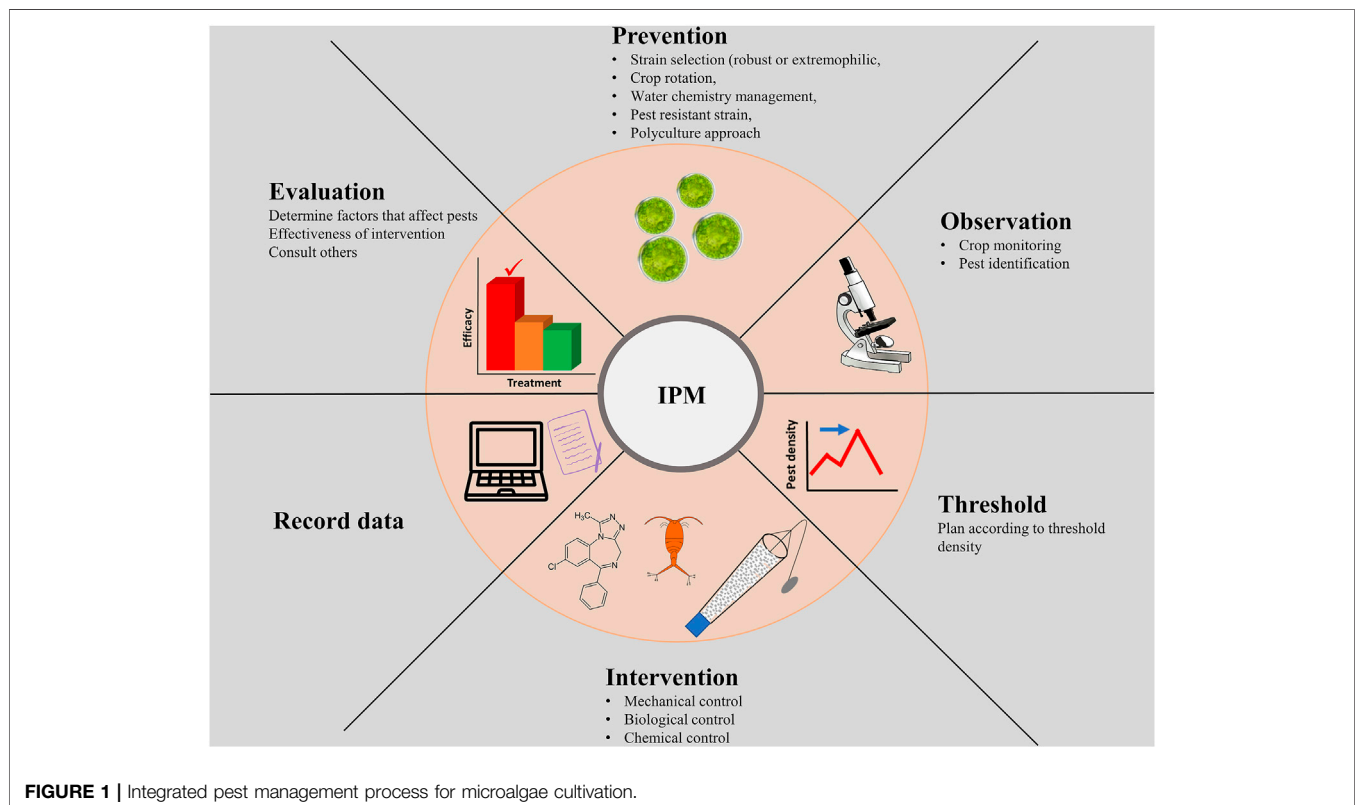 Prevention
• Strain selection (robust or extremophilic,
• Crop rotation,
• Water chemistry management,
• Pest resistant strain,
• Polyculture approach
Observation
• Crop monitoring
• Pest identification
Threshold
Plan according to threshold
density
Pest density
Intervention
• Mechanical control
• Biological control
• Chemical control
H₃C
N
N
N
N
Cl
Record data
Evaluation
Determine factors that affect pests
Effectiveness of intervention
Consult others
Efficacy
Treatment
IPM
FIGURE 1 | Integrated pest management process for microalgae cultivation.